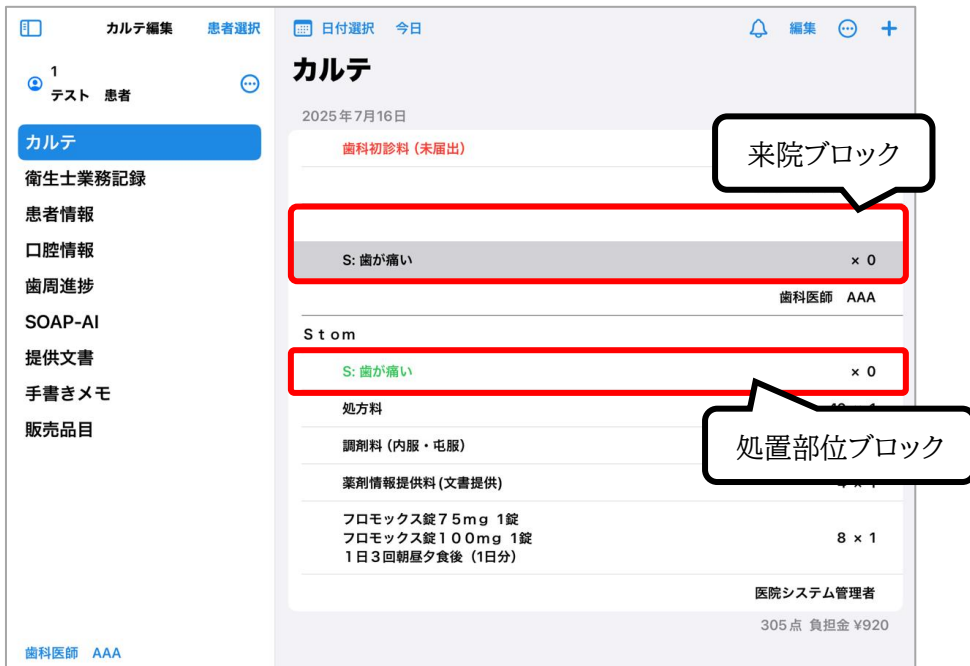 カルテ編集
患者選択
日付選択
今日
編集
1
テスト 患者
カルテ
衛生士業務記録
患者情報
口腔情報
歯周進捗
SOAP-AI
提供文書
手書きメモ
販売品目
歯科医師 AAA
カルテ
2025年7月16日
歯科初診料 (未届出)
来院ブロック
S: 歯が痛い
× 0
歯科医師 AAA
Ｓｔｏｍ
S: 歯が痛い
× 0
処置部位ブロック
処方料
調剤料 (内服・屯服)
薬剤情報提供料 (文書提供)
フロモックス錠７５ｍｇ 1錠
フロモックス錠１００ｍｇ 1錠
１日３回朝昼夕食後（1日分）
8 × 1
医院システム管理者
305点 負担金 ¥920